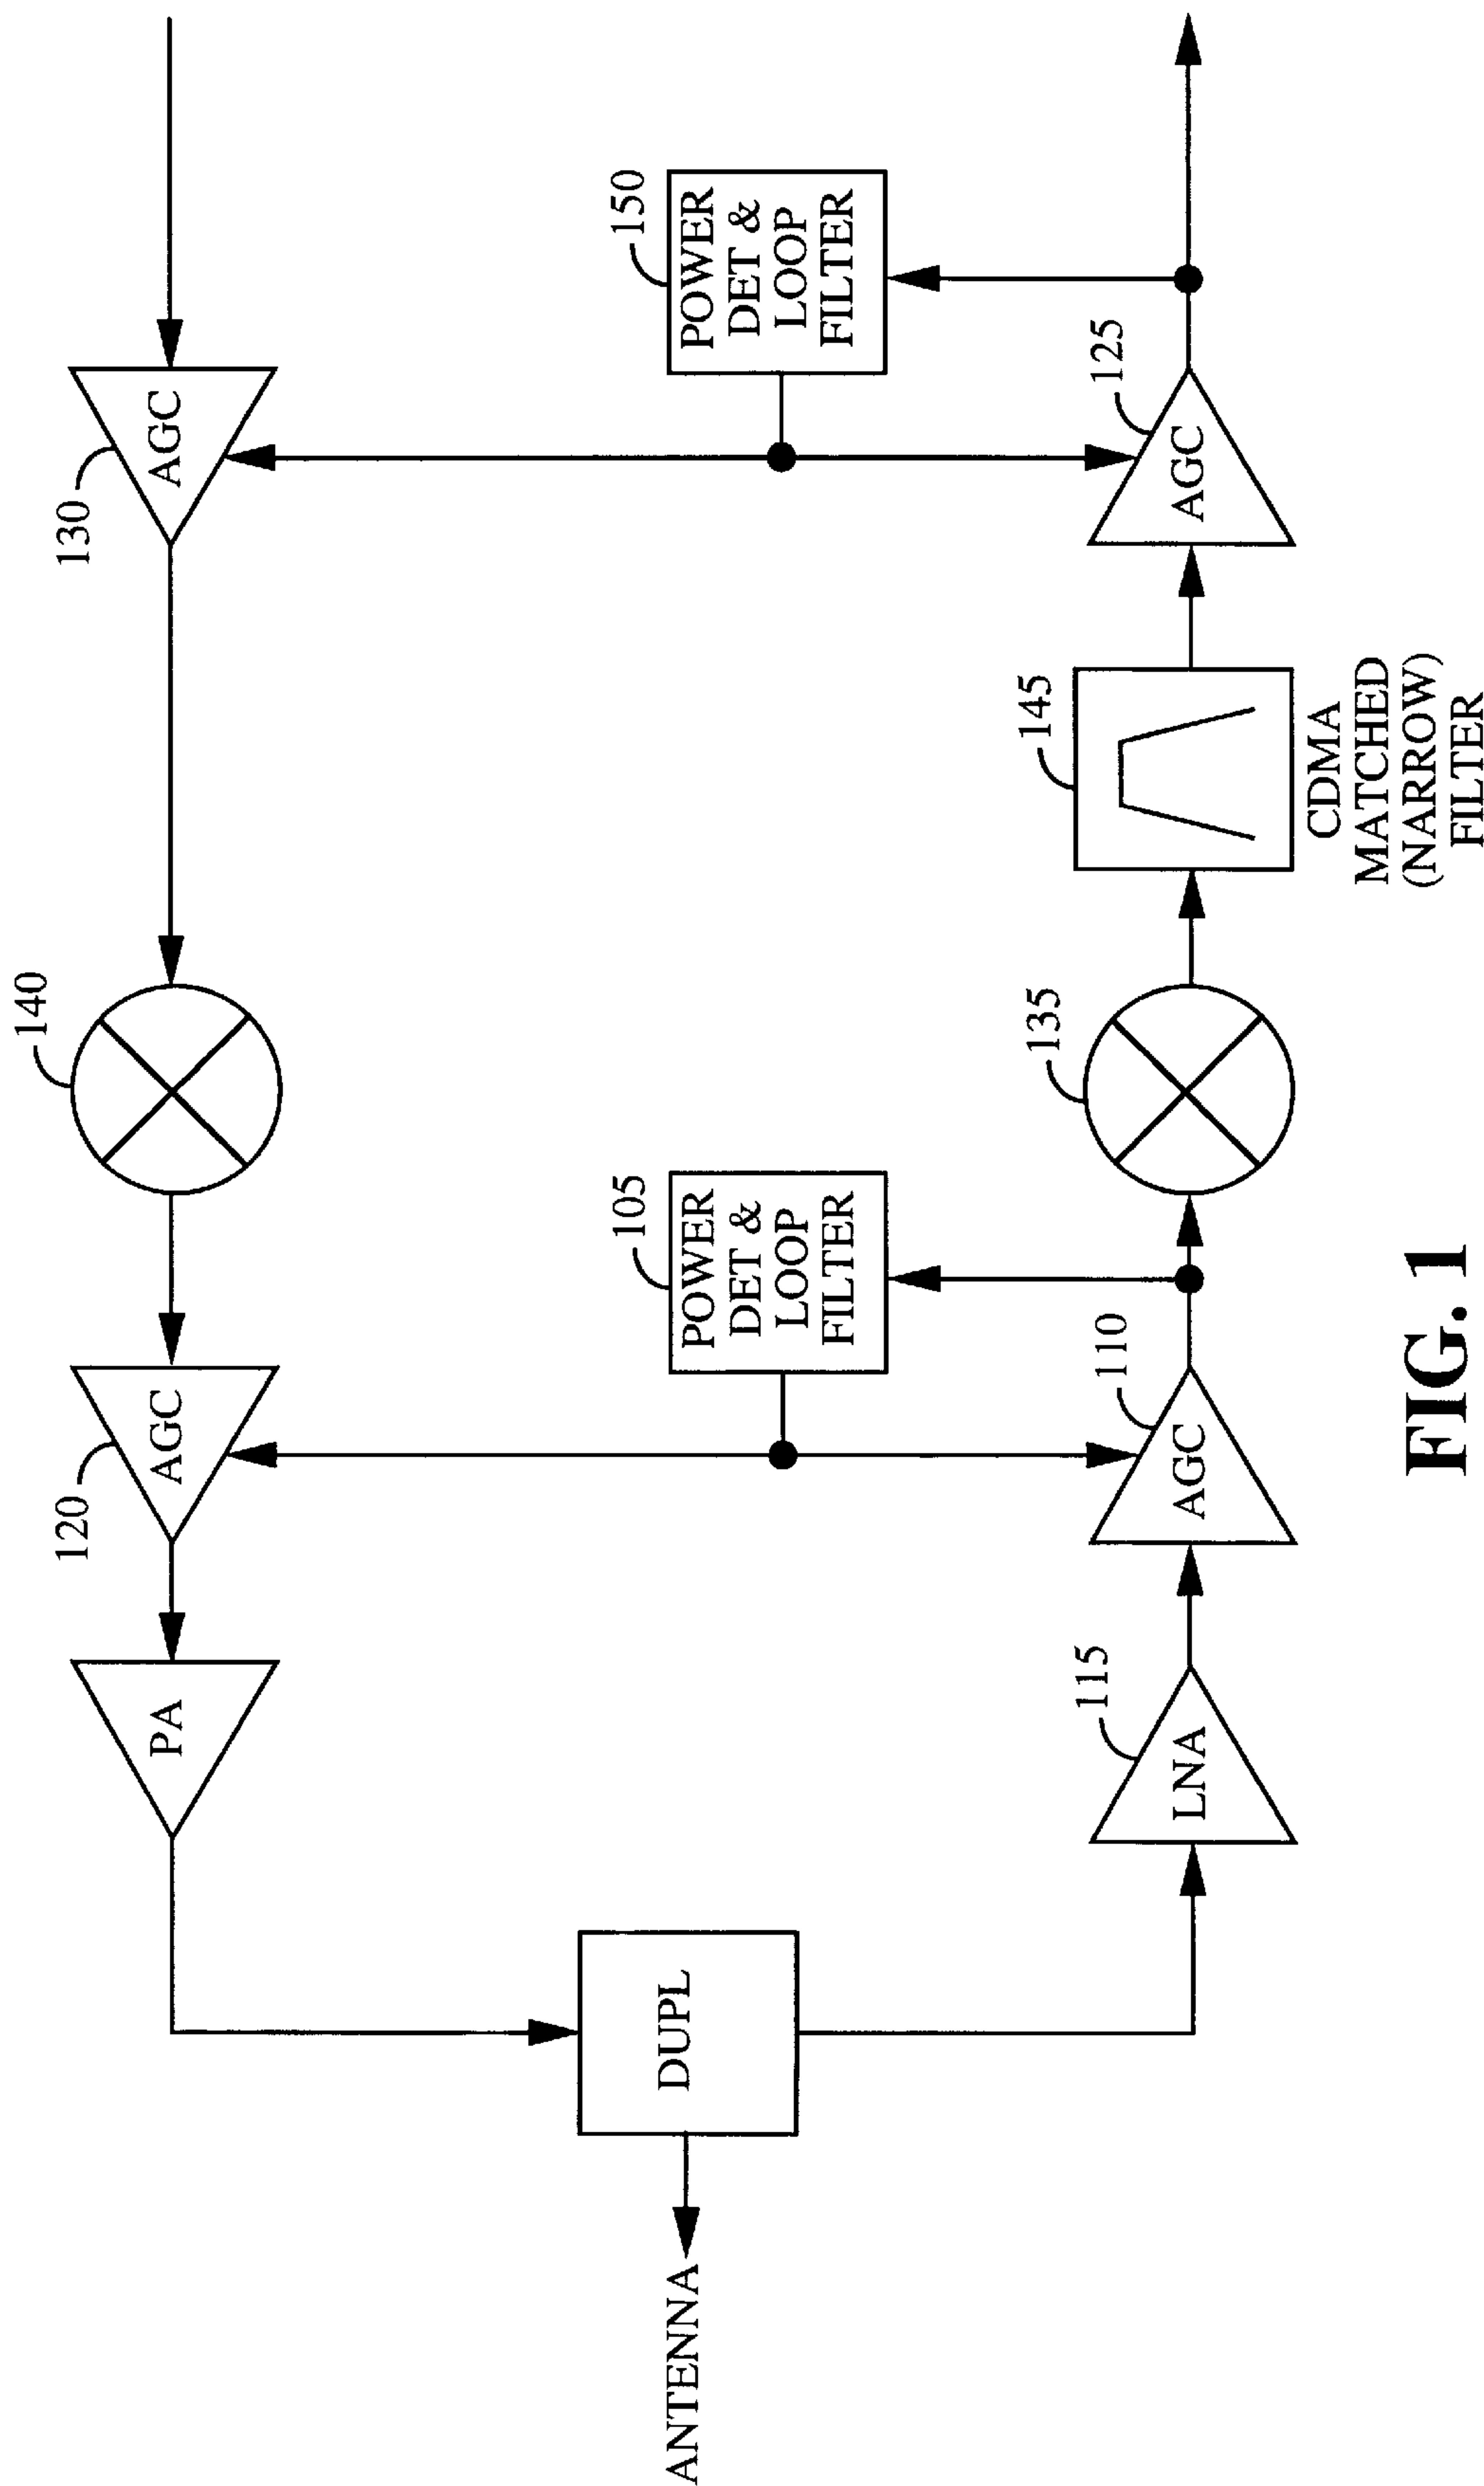 130
AGC
140
120
AGC
PA
150
POWER
DET &
LOOP
FILTER
105
POWER
DET &
LOOP
FILTER
DUPL
ANTENNA
125
AGC
145
CDMA
MATCHED
(NARROW)
FILTER
135
110
AGC
115
LNA
FIG. 1